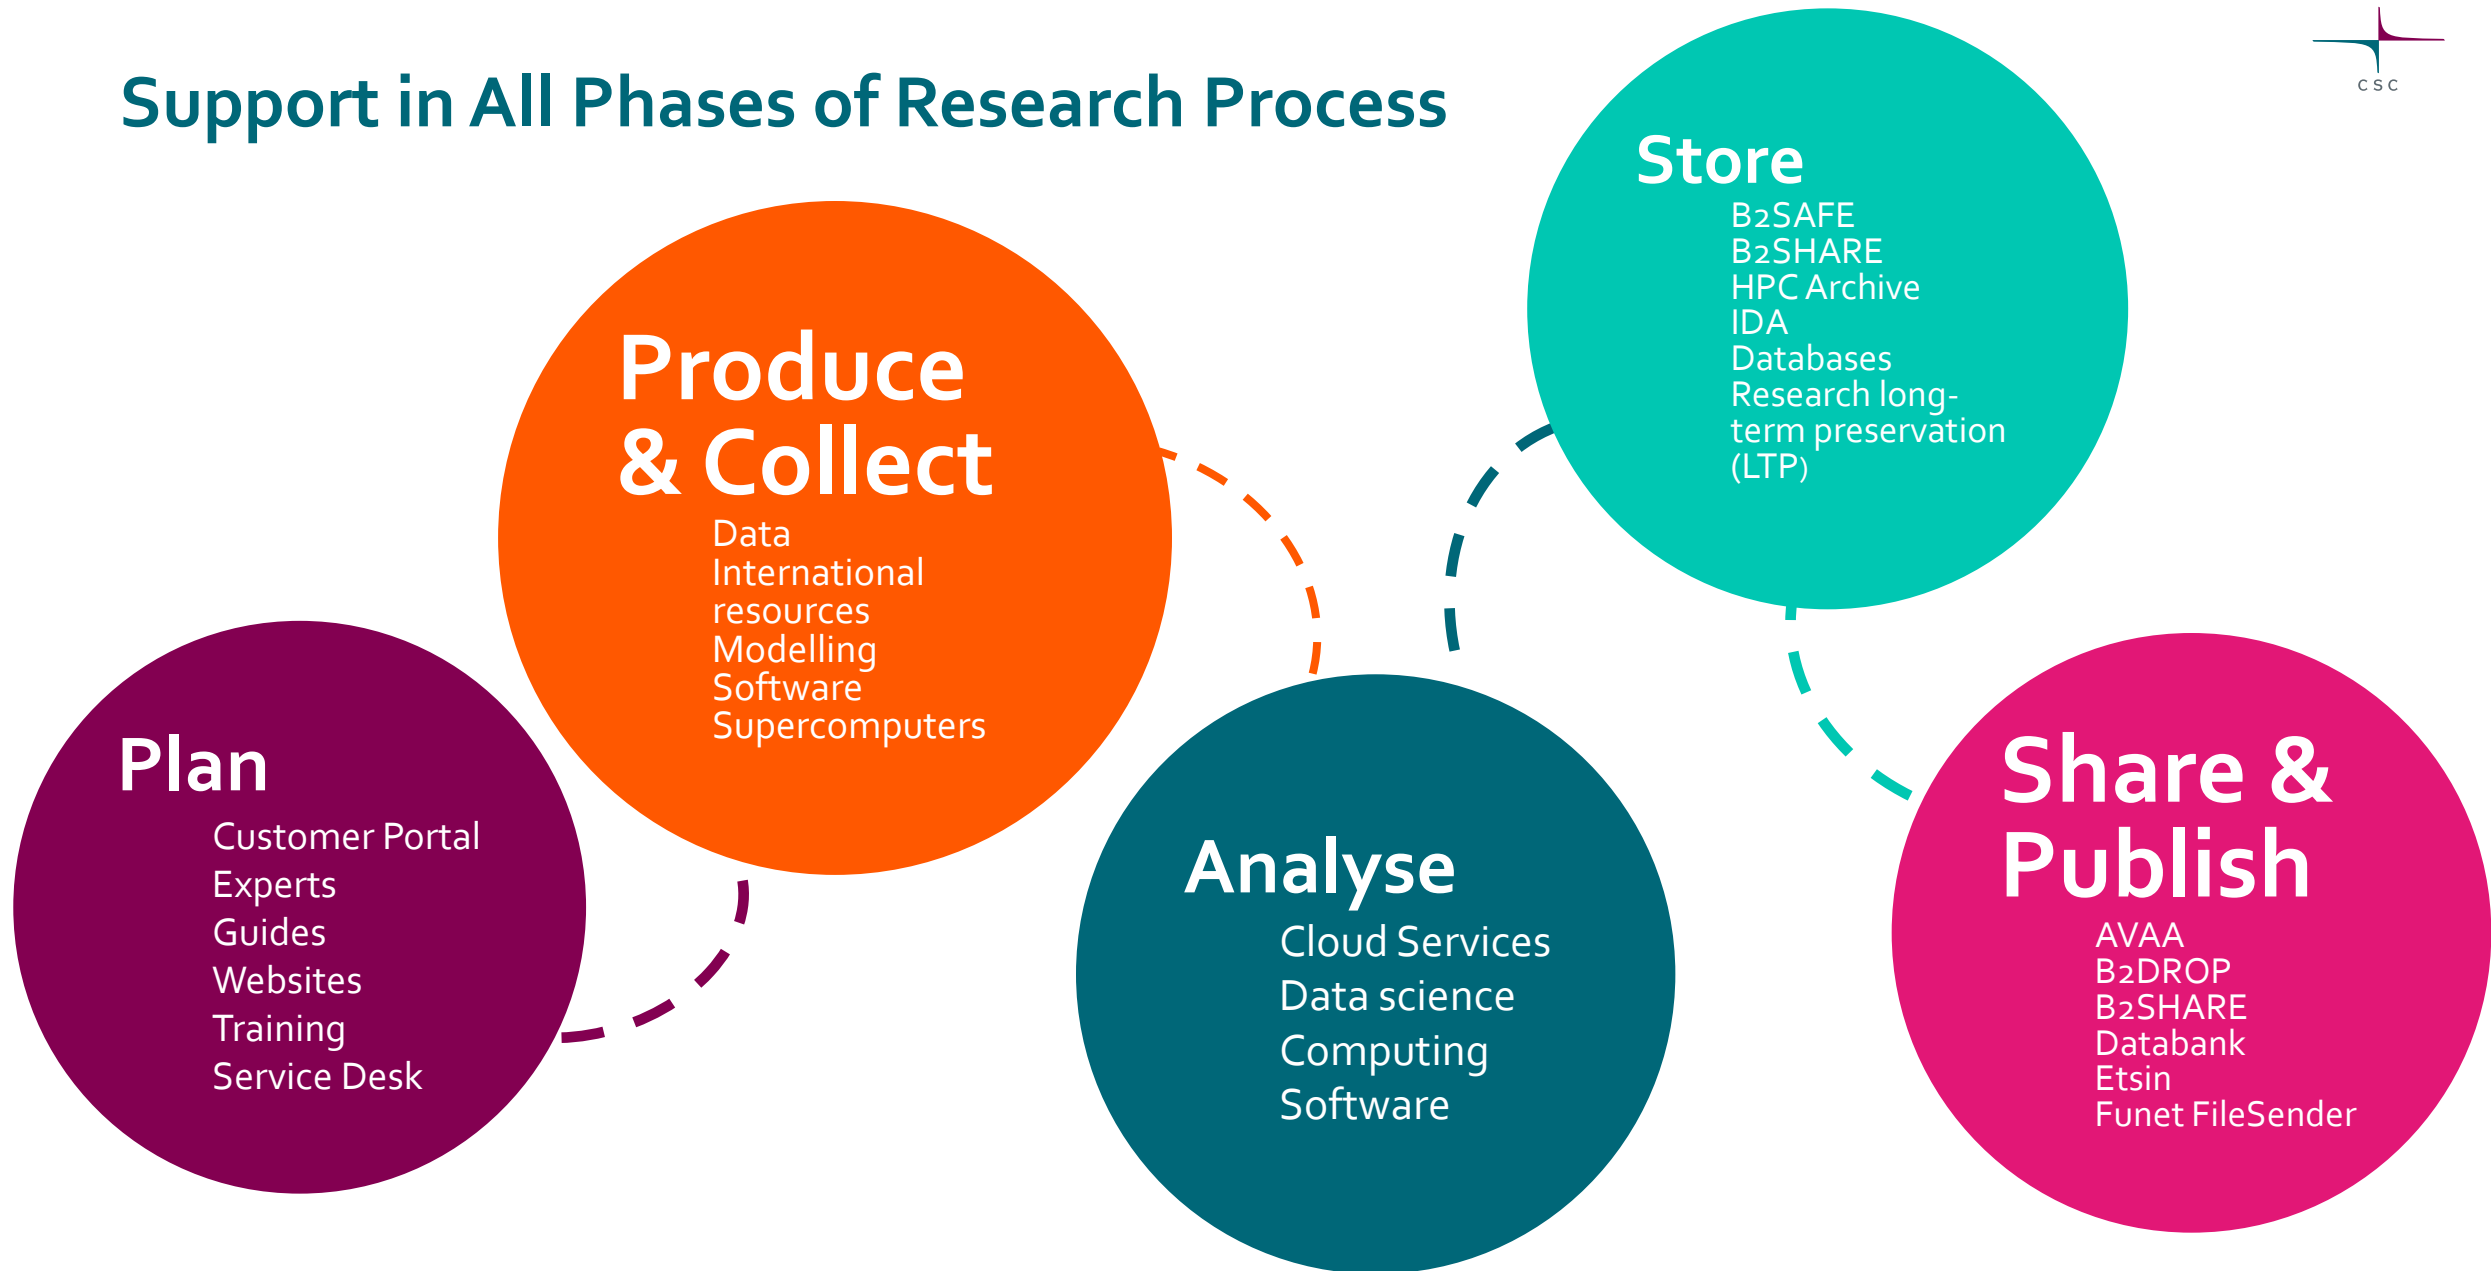 Support in All Phases of Research Process
CSC
Plan
Customer Portal
Experts
Guides
Websites
Training
Service Desk
Produce
& Collect
Data
International
resources
Modelling
Software
Supercomputers
Analyse
Cloud Services
Data science
Computing
Software
Store
B2SAFE
B2SHARE
HPC Archive
IDA
Databases
Research long-
term preservation
(LTP)
Share &
Publish
AVAA
B2DROP
B2SHARE
Databank
Etsin
Funet FileSender